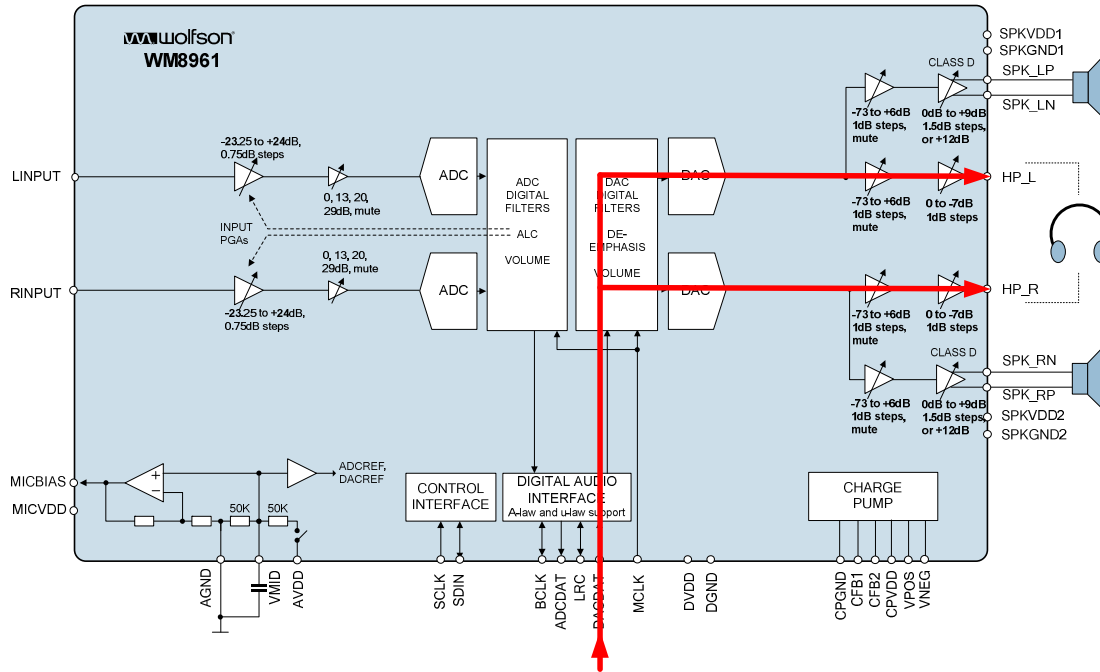 wolfson
WM8961
SPKVDD1
SPKGND1
CLASS D
SPK_LP
SPK_LN
-73 to +6dB
1dB steps,
mute
0dB to +9dB
1.5dB steps,
or +12dB
-23.25 to +24dB,
0.75dB steps
LINPUT
ADC
0, 13, 20,
29dB, mute
ADC
DIGITAL
FILTERS
ALC
VOLUME
DAC
DIGITAL
FILTERS
DE-
EMPHASIS
VOLUME
DAC
HP_L
-73 to +6dB
1dB steps,
mute
0 to -7dB
1dB steps
INPUT
PGAs
0, 13, 20,
29dB, mute
RINPUT
ADC
DAC
HP_R
-23.25 to +24dB,
0.75dB steps
-73 to +6dB
1dB steps,
mute
0 to -7dB
1dB steps
CLASS D
SPK_RN
SPK_RP
-73 to +6dB
1dB steps,
mute
0dB to +9dB
1.5dB steps,
or +12dB
SPKVDD2
SPKGND2
MICBIAS
MICVDD
+
-
ADCREF,
DACREF
50K
50K
CONTROL
INTERFACE
DIGITAL AUDIO
INTERFACE
A-law and u-law support
CHARGE
PUMP
AGND
VMID
AVDD
SCLK
SDIN
BCLK
ADCDAT
LRC
DACDAT
MCLK
DVDD
DGND
CPGND
CFB1
CFB2
CPVDD
VPOS
VNEG